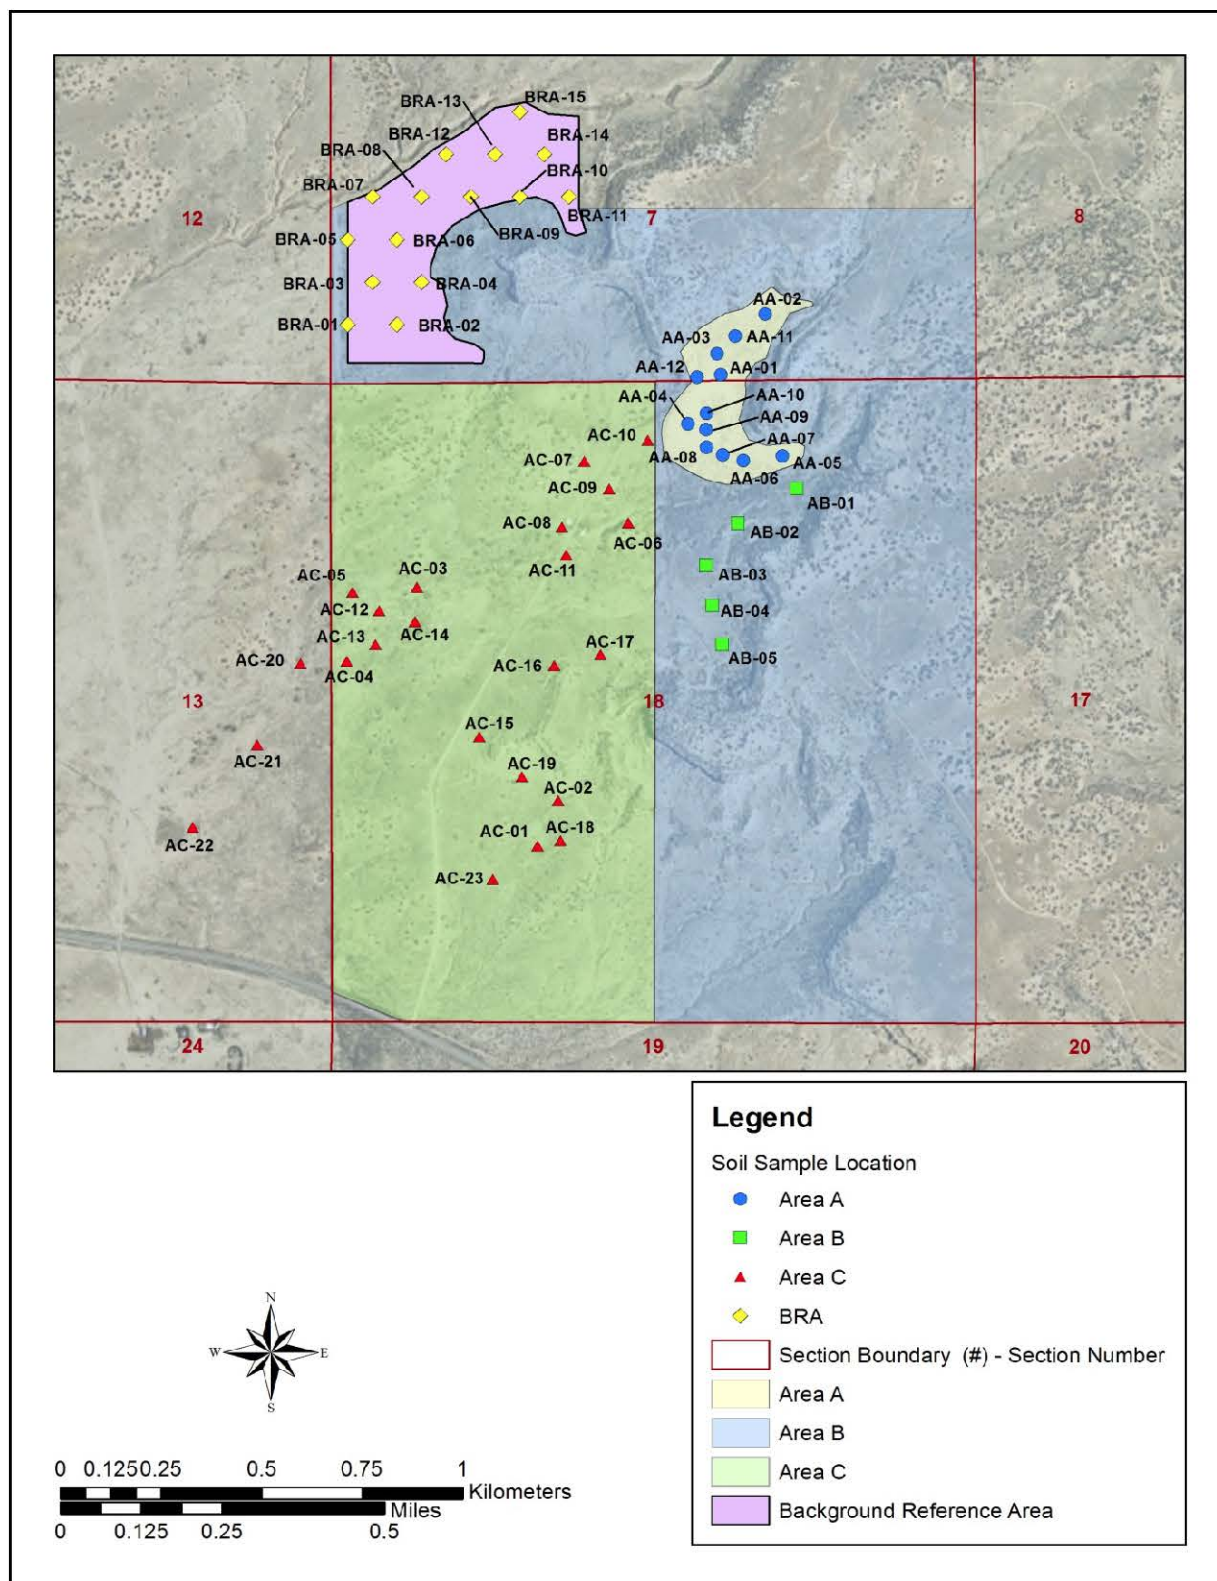 BRA-15
BRA-13
BRA-12
BRA-14
BRA-08
BRA-10
BRA-07
12
BRA-11
7
8
BRA-09
BRA-05
BRA-06
BRA-03
BRA-04
BRA-01
BRA-02
AA-02
AA-03
AA-11
AA-12
AA-01
AA-04
AA-10
AA-09
AA-07
AA-08
AA-05
AA-06
AC-10
AC-07
AC-09
AB-01
AC-08
AC-06
AB-02
AC-11
AC-05
AC-03
AB-03
AC-12
AB-04
AC-13
AC-14
AC-17
AB-05
AC-20
AC-04
AC-16
13
18
17
AC-15
AC-21
AC-19
AC-02
AC-01
AC-18
AC-22
AC-23
24
19
20
Legend
Soil Sample Location
Area A
Area B
Area C
BRA
Section Boundary (#) - Section Number
Area A
Area B
Area C
Background Reference Area
N
W
E
S
0 0.125 0.25 0.5 0.75 1
Kilometers
Miles
0 0.125 0.25 0.5